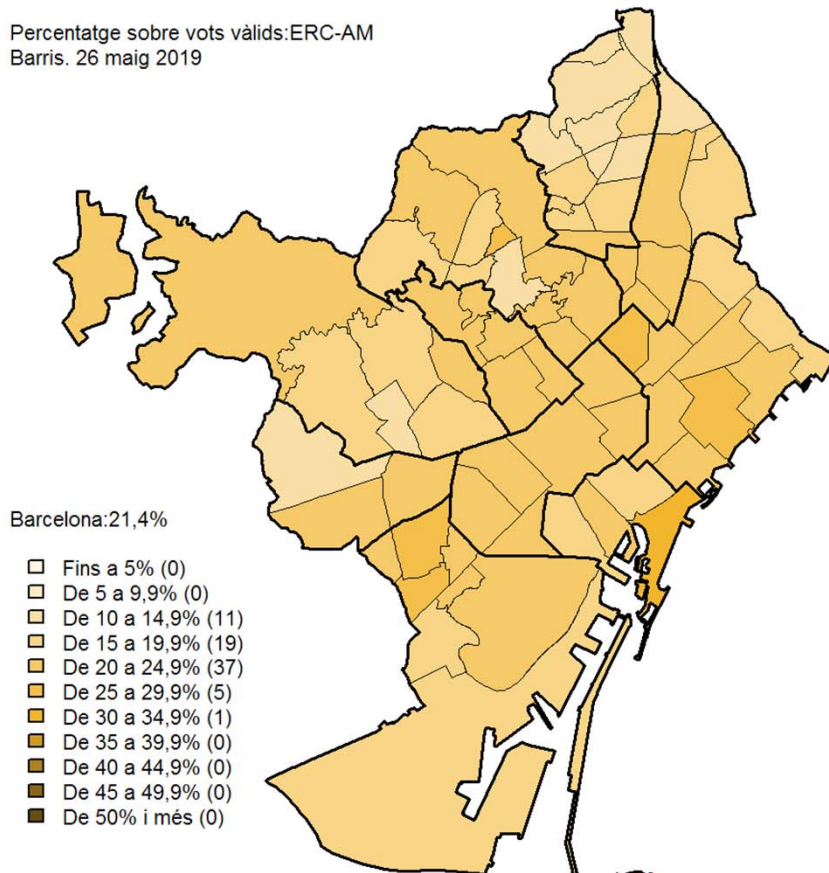 Percentatge sobre vots vàlids:ERC-AM
Barris. 26 maig 2019
Barcelona:21,4%
Fins a 5% (0)
De 5 a 9,9% (0)
De 10 a 14,9% (11)
De 15 a 19,9% (19)
De 20 a 24,9% (37)
De 25 a 29,9% (5)
De 30 a 34,9% (1)
De 35 a 39,9% (0)
De 40 a 44,9% (0)
De 45 a 49,9% (0)
De 50% i més (0)